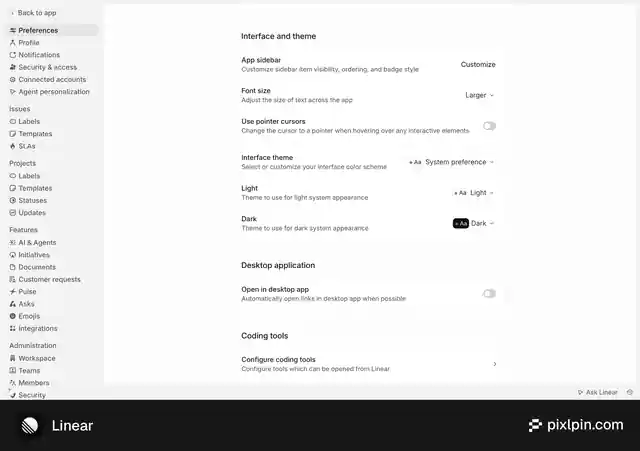 Back to app
Preferences
Profile
Notifications
Security & access
Connected accounts
Agent personalization
Issues
Labels
Templates
SLAs
Projects
Labels
Templates
Statuses
Updates
Features
AI & Agents
Initiatives
Documents
Customer requests
Pulse
Asks
Emojis
Integrations
Administration
Workspace
Teams
Members
Security
Interface and theme
App sidebar
Customize sidebar item visibility, ordering, and badge style
Customize
Font size
Adjust the size of text across the app
Larger
Use pointer cursors
Change the cursor to a pointer when hovering over any interactive elements
Interface theme
Select or customize your interface color scheme
Aa System preference
Light
Theme to use for light system appearance
Aa Light
Dark
Theme to use for dark system appearance
Aa Dark
Desktop application
Open in desktop app
Automatically open links in desktop app when possible
Coding tools
Configure coding tools
Configure tools which can be opened from Linear
Ask Linear
Linear
pixlpin.com